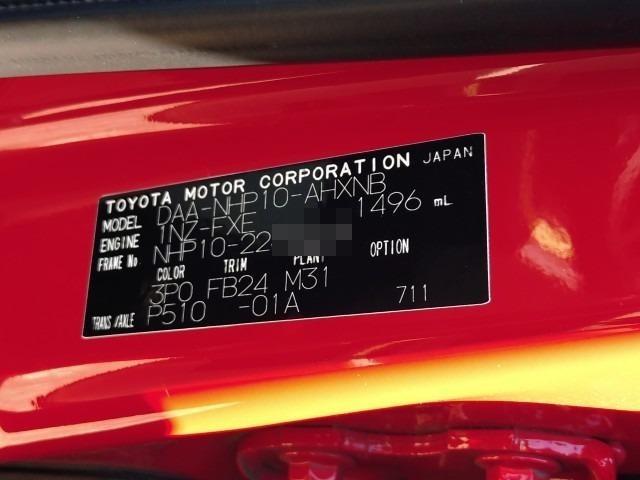 TOYOTA MOTOR CORPORATION JAPAN
MODEL DAA-NHP10-AHXNB
ENGINE 1NZ-FXE 1496 mL
FRAME No NHP10-22
COLOR TRIM PLANT OPTION
3P0 FB24 M31
TRANS/AXLE P510 -01A 711